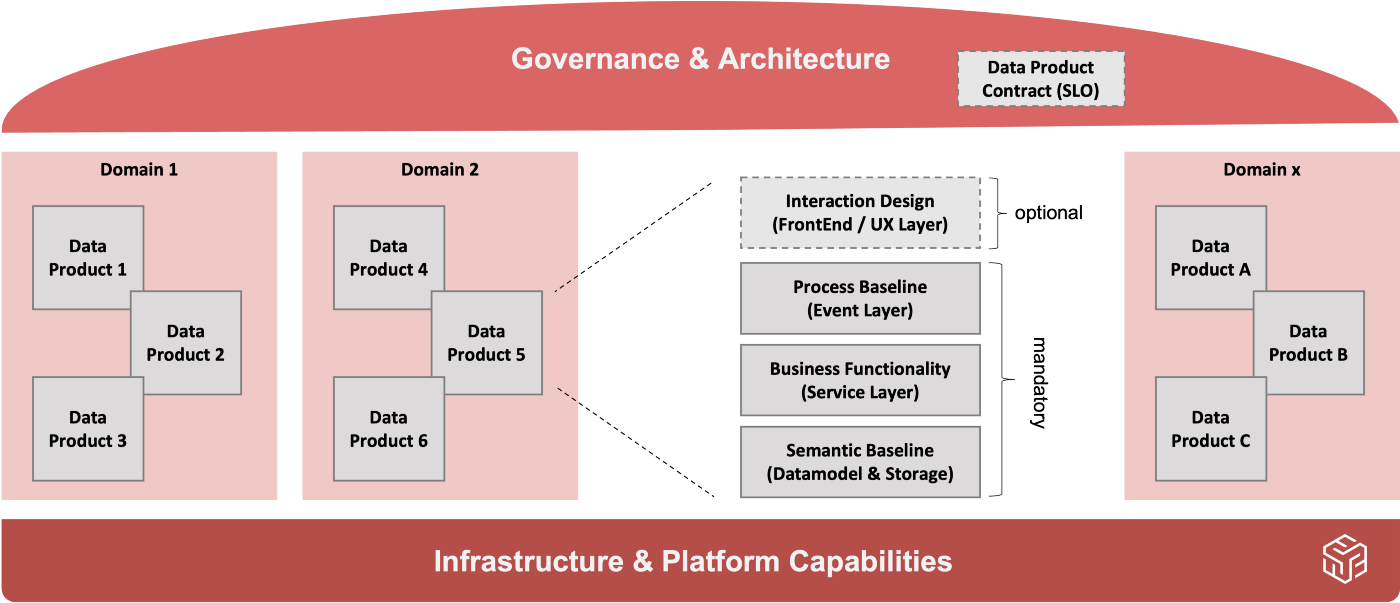 Governance & Architecture
Data Product
Contract (SLO)
Domain 1
Data
Product 1
Data
Product 2
Data
Product 3
Domain 2
Data
Product 4
Data
Product 5
Data
Product 6
Interaction Design
(FrontEnd / UX Layer)
optional
Process Baseline
(Event Layer)
Business Functionality
(Service Layer)
Semantic Baseline
(Datamodel & Storage)
mandatory
Domain x
Data
Product A
Data
Product B
Data
Product C
Infrastructure & Platform Capabilities